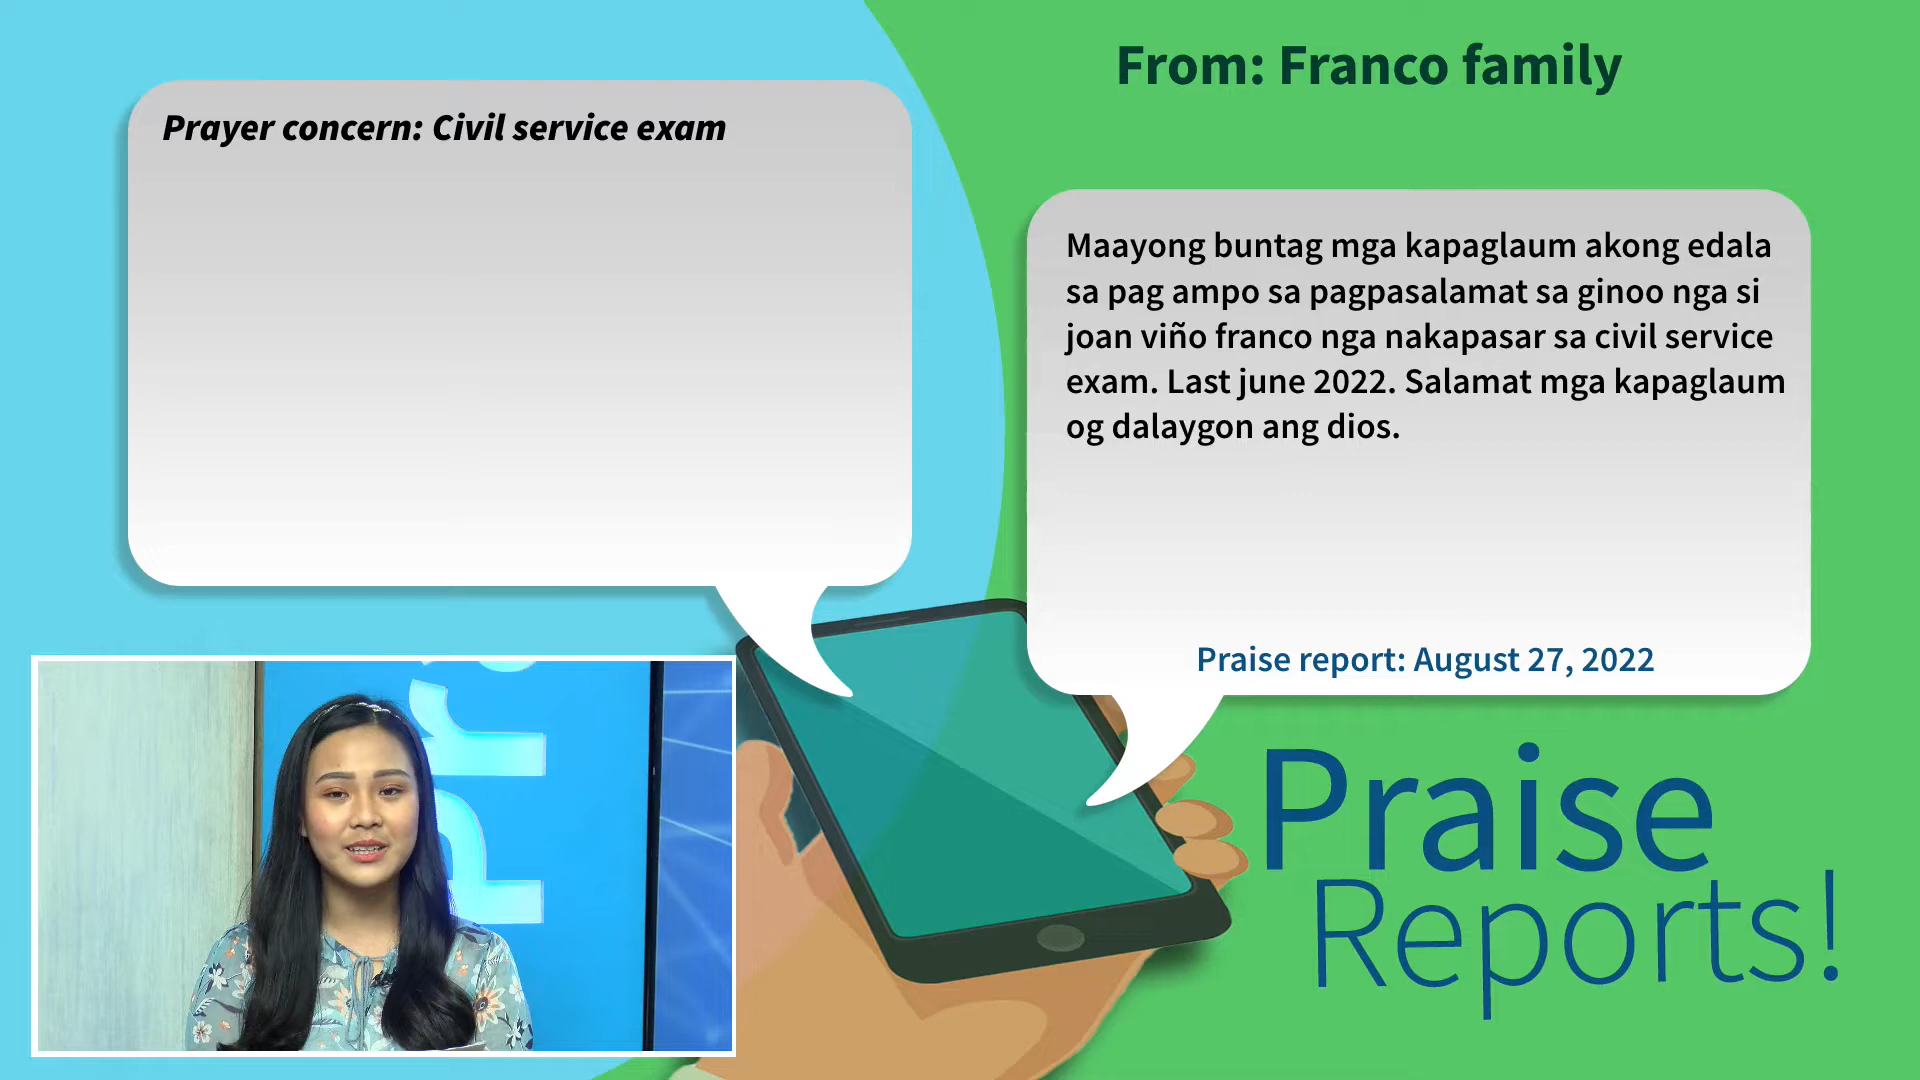 Prayer concern: Civil service exam
From: Franco family
Maayong buntag mga kapaglaum akong edala
sa pag ampo sa pagpasalamat sa ginoo nga si
joan viño franco nga nakapasar sa civil service
exam. Last june 2022. Salamat mga kapaglaum
og dalaygon ang dios.
Praise report: August 27, 2022
Praise
Reports!